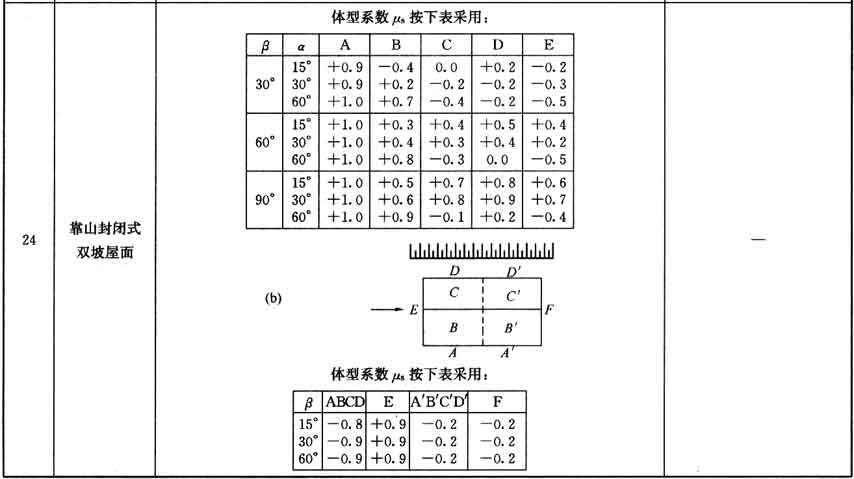 体型系数 μs 按下表采用:
β α A B C D E
15° +0.9 −0.4 0.0 +0.2 −0.2
30° 30° +0.9 +0.2 −0.2 −0.2 −0.3
60° +1.0 +0.7 −0.4 −0.2 −0.5
15° +1.0 +0.3 +0.4 +0.5 +0.4
60° 30° +1.0 +0.4 +0.3 +0.4 +0.2
60° +1.0 +0.8 −0.3 0.0 −0.5
15° +1.0 +0.5 +0.7 +0.8 +0.6
90° 30° +1.0 +0.6 +0.8 +0.9 +0.7
60° +1.0 +0.9 −0.1 +0.2 −0.4
24
靠山封闭式
双坡屋面
—
(b)
D D′
C C′
E F
B B′
A A′
体型系数 μs 按下表采用:
β ABCD E A′B′C′D′ F
15° −0.8 +0.9 −0.2 −0.2
30° −0.9 +0.9 −0.2 −0.2
60° −0.9 +0.9 −0.2 −0.2